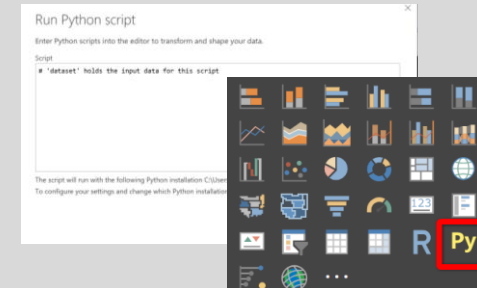 Run Python script
Enter Python scripts into the editor to transform and shape your data.
Script
# 'dataset' holds the input data for this script
The script will run with the following Python installation C:\User
To configure your settings and change which Python installation
123
R
Py